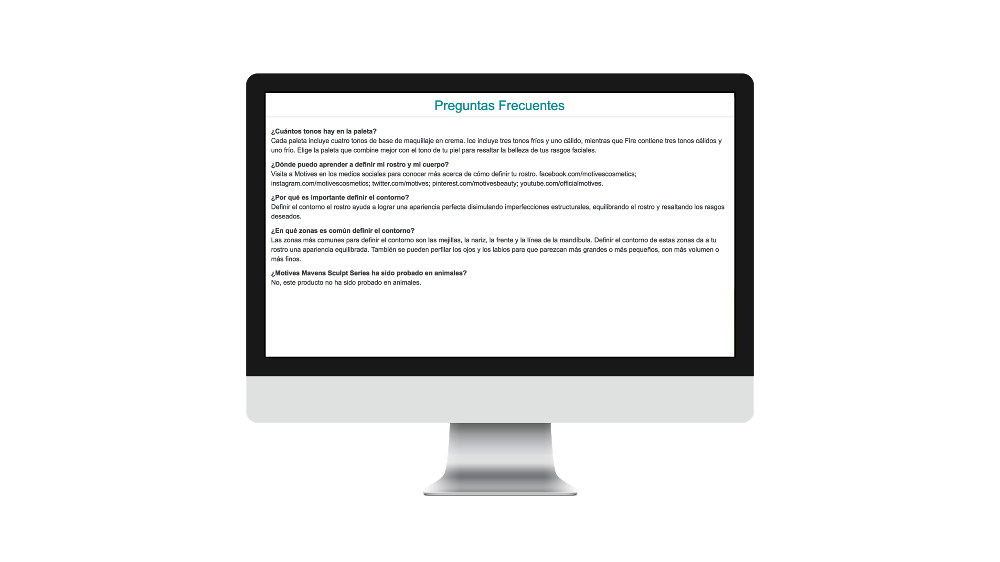 Preguntas Frecuentes
¿Cuántos tonos hay en la paleta?
Cada paleta incluye cuatro tonos de base de maquillaje en crema. Ice incluye tres tonos fríos y uno cálido, mientras que Fire contiene tres tonos cálidos y
uno frío. Elige la paleta que combine mejor con el tono de tu piel para resaltar la belleza de tus rasgos faciales.
¿Dónde puedo aprender a definir mi rostro y mi cuerpo?
Visita a Motives en los medios sociales para conocer más acerca de cómo definir tu rostro. facebook.com/motivescosmetics;
instagram.com/motivescosmetics; twitter.com/motives; pinterest.com/motivesbeauty; youtube.com/officialmotives.
¿Por qué es importante definir el contorno?
Definir el contorno el rostro ayuda a lograr una apariencia perfecta disimulando imperfecciones estructurales, equilibrando el rostro y resaltando los rasgos
deseados.
¿En qué zonas es común definir el contorno?
Las zonas más comunes para definir el contorno son las mejillas, la nariz, la frente y la línea de la mandíbula. Definir el contorno de estas zonas da a tu
rostro una apariencia equilibrada. También se pueden perfilar los ojos y los labios para que parezcan más grandes o más pequeños, con más volumen o
más finos.
¿Motives Mavens Sculpt Series ha sido probado en animales?
No, este producto no ha sido probado en animales.